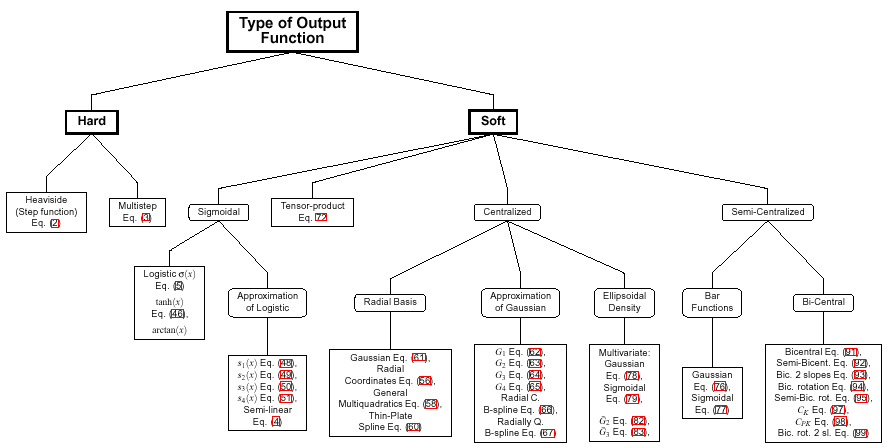 Type of Output
Function
Hard
Soft
Heaviside
(Step function)
Eq. (2)
Multistep
Eq. (3)
Sigmoidal
Tensor-product
Eq. 72
Centralized
Semi-Centralized
Logistic σ(x)
Eq. (5)
tanh(x)
Eq. (46),
arctan(x)
Approximation
of Logistic
Radial Basis
Approximation
of Gaussian
Ellipsoidal
Density
Bar
Functions
Bi-Central
s₁(x) Eq. (48),
s₂(x) Eq. (49),
s₃(x) Eq. (50),
s₄(x) Eq. (51),
Semi-linear
Eq. (4)
Gaussian Eq. (61),
Radial
Coordinates Eq. (56),
General
Multiquadratics Eq. (58),
Thin-Plate
Spline Eq. (60)
G₁ Eq. (62),
G₂ Eq. (63),
G₃ Eq. (64),
G₄ Eq. (65),
Radial C.
B-spline Eq. (66),
Radially Q.
B-spline Eq. (67)
Multivariate:
Gaussian
Eq. (78),
Sigmoidal
Eq. (79),
Ḡ₂ Eq. (82),
Ḡ₃ Eq. (83),
Gaussian
Eq. (76),
Sigmoidal
Eq. (77)
Bicentral Eq. (91),
Semi-Bicent. Eq. (92),
Bic. 2 slopes Eq. (93),
Bic. rotation Eq. (94),
Semi-Bic. rot. Eq. (95),
C_K Eq. (97),
C_PK Eq. (98),
Bic. rot. 2 sl. Eq. (99)